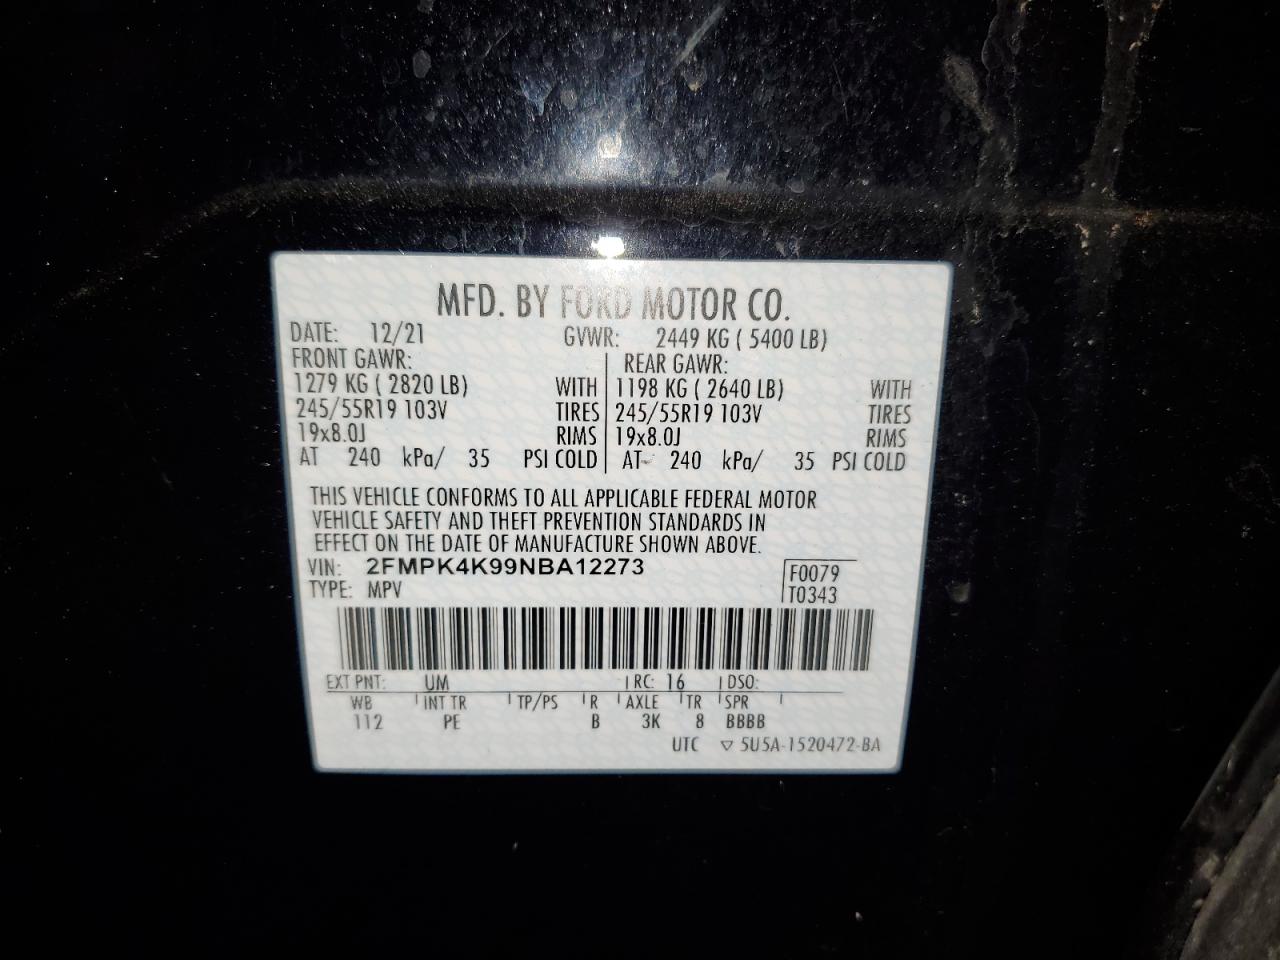 MFD. BY FORD MOTOR CO.
DATE: 12/21 GVWR: 2449 KG ( 5400 LB)
FRONT GAWR: REAR GAWR:
1279 KG ( 2820 LB) WITH 1198 KG ( 2640 LB) WITH
245/55R19 103V TIRES 245/55R19 103V TIRES
19x8.0J RIMS 19x8.0J RIMS
AT 240 kPa/ 35 PSI COLD AT 240 kPa/ 35 PSI COLD
THIS VEHICLE CONFORMS TO ALL APPLICABLE FEDERAL MOTOR
VEHICLE SAFETY AND THEFT PREVENTION STANDARDS IN
EFFECT ON THE DATE OF MANUFACTURE SHOWN ABOVE.
VIN: 2FMPK4K99NBA12273 F0079
TYPE: MPV T0343
EXT PNT: UM RC: 16 DSO:
WB INT TR TP/PS R AXLE TR SPR
112 PE B 3K 8 BBBB
UTC ▽ 5U5A-1520472-BA